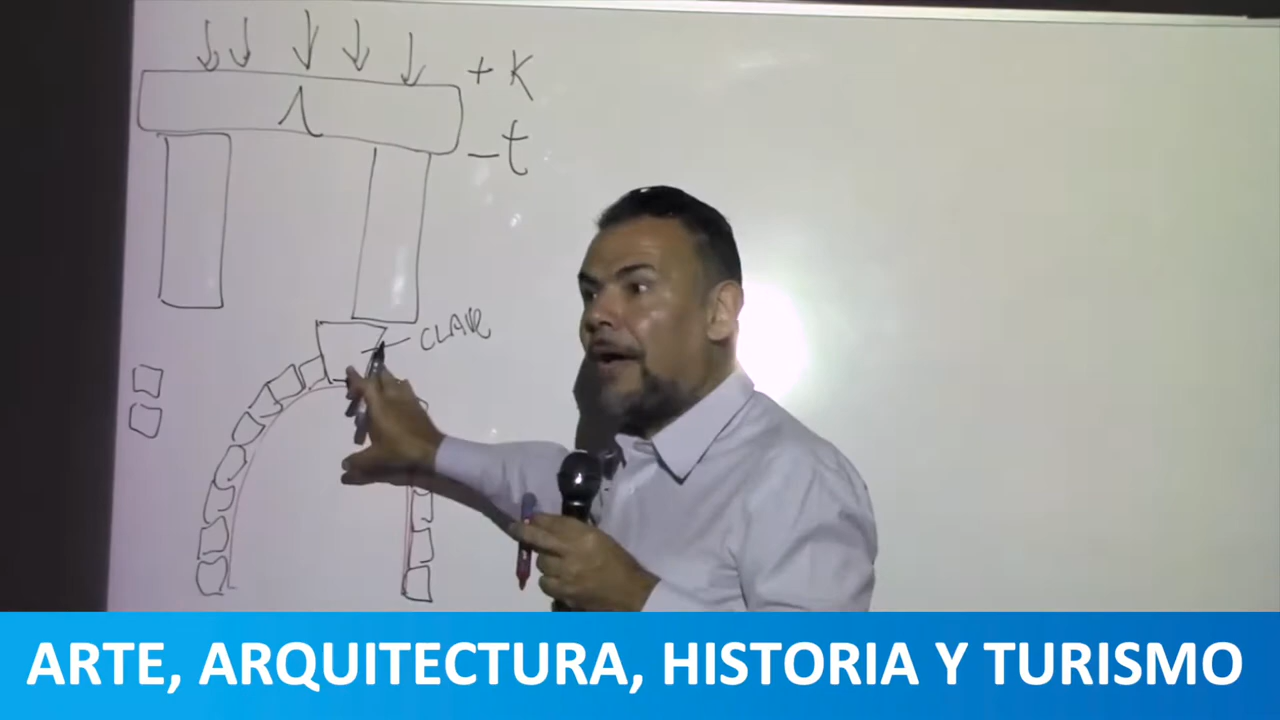 + K
- t
CLAVE
ARTE, ARQUITECTURA, HISTORIA Y TURISMO